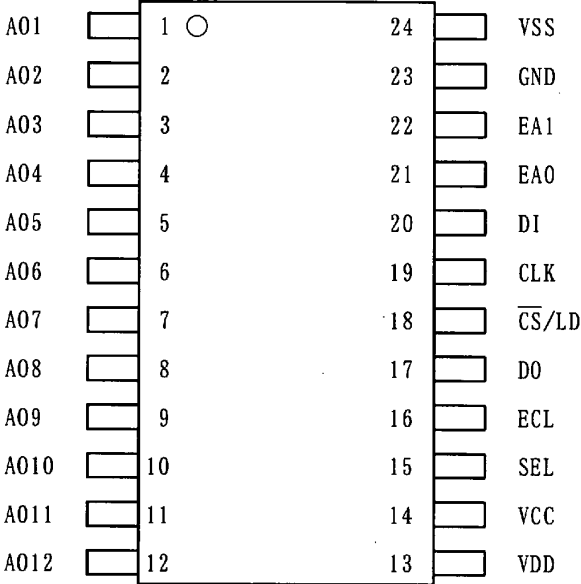 AO1 1 24 VSS
AO2 2 23 GND
AO3 3 22 EA1
AO4 4 21 EA0
AO5 5 20 DI
AO6 6 19 CLK
AO7 7 18 C̅S̅/LD
AO8 8 17 DO
AO9 9 16 ECL
AO10 10 15 SEL
AO11 11 14 VCC
AO12 12 13 VDD